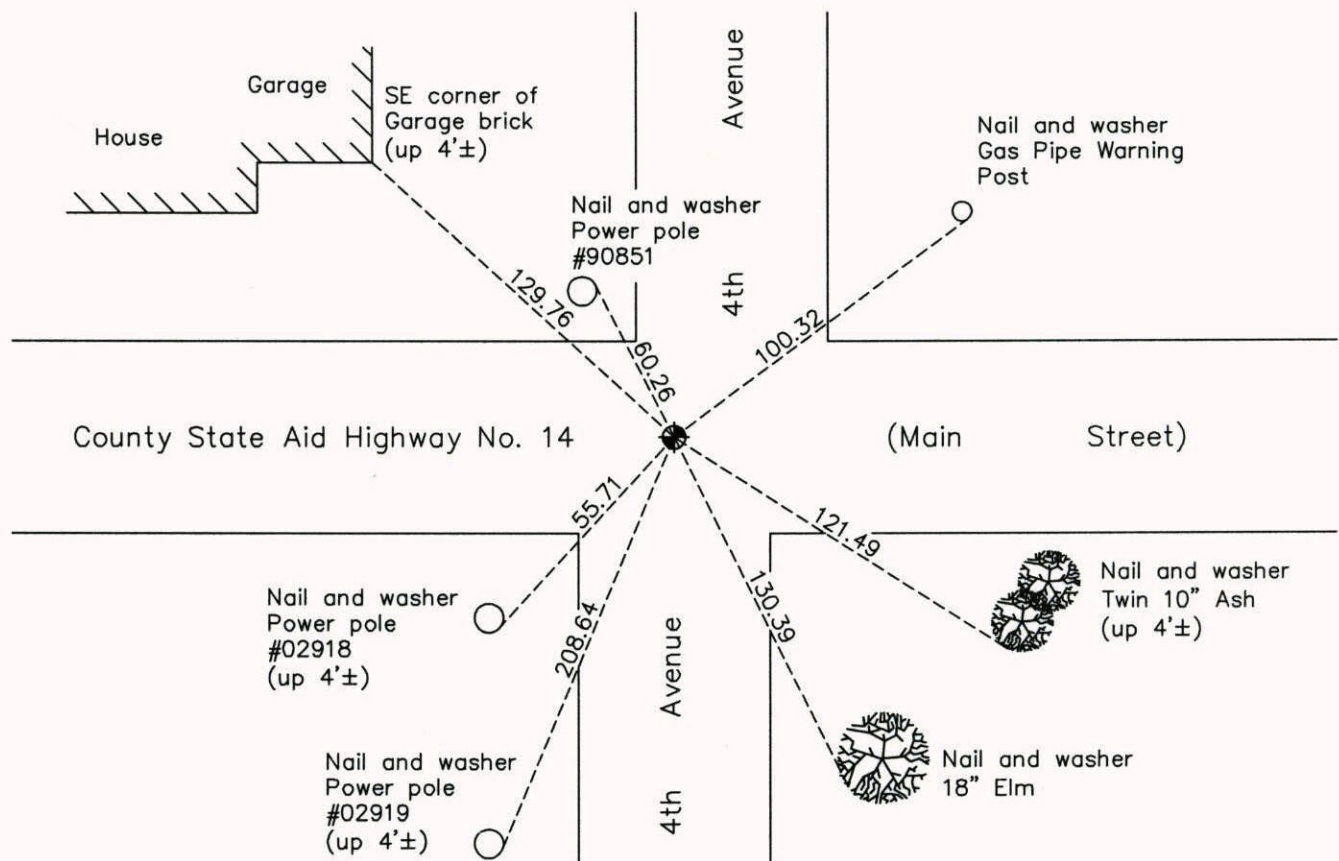 Garage
House
SE corner of
Garage brick
(up 4'±)
Avenue
4th
Nail and washer
Gas Pipe Warning
Post
Nail and washer
Power pole
#90851
129.76
60.26
100.32
County State Aid Highway No. 14
(Main Street)
55.71
208.64
130.39
121.49
Nail and washer
Power pole
#02918
(up 4'±)
Nail and washer
Twin 10" Ash
(up 4'±)
Avenue
4th
Nail and washer
Power pole
#02919
(up 4'±)
Nail and washer
18" Elm